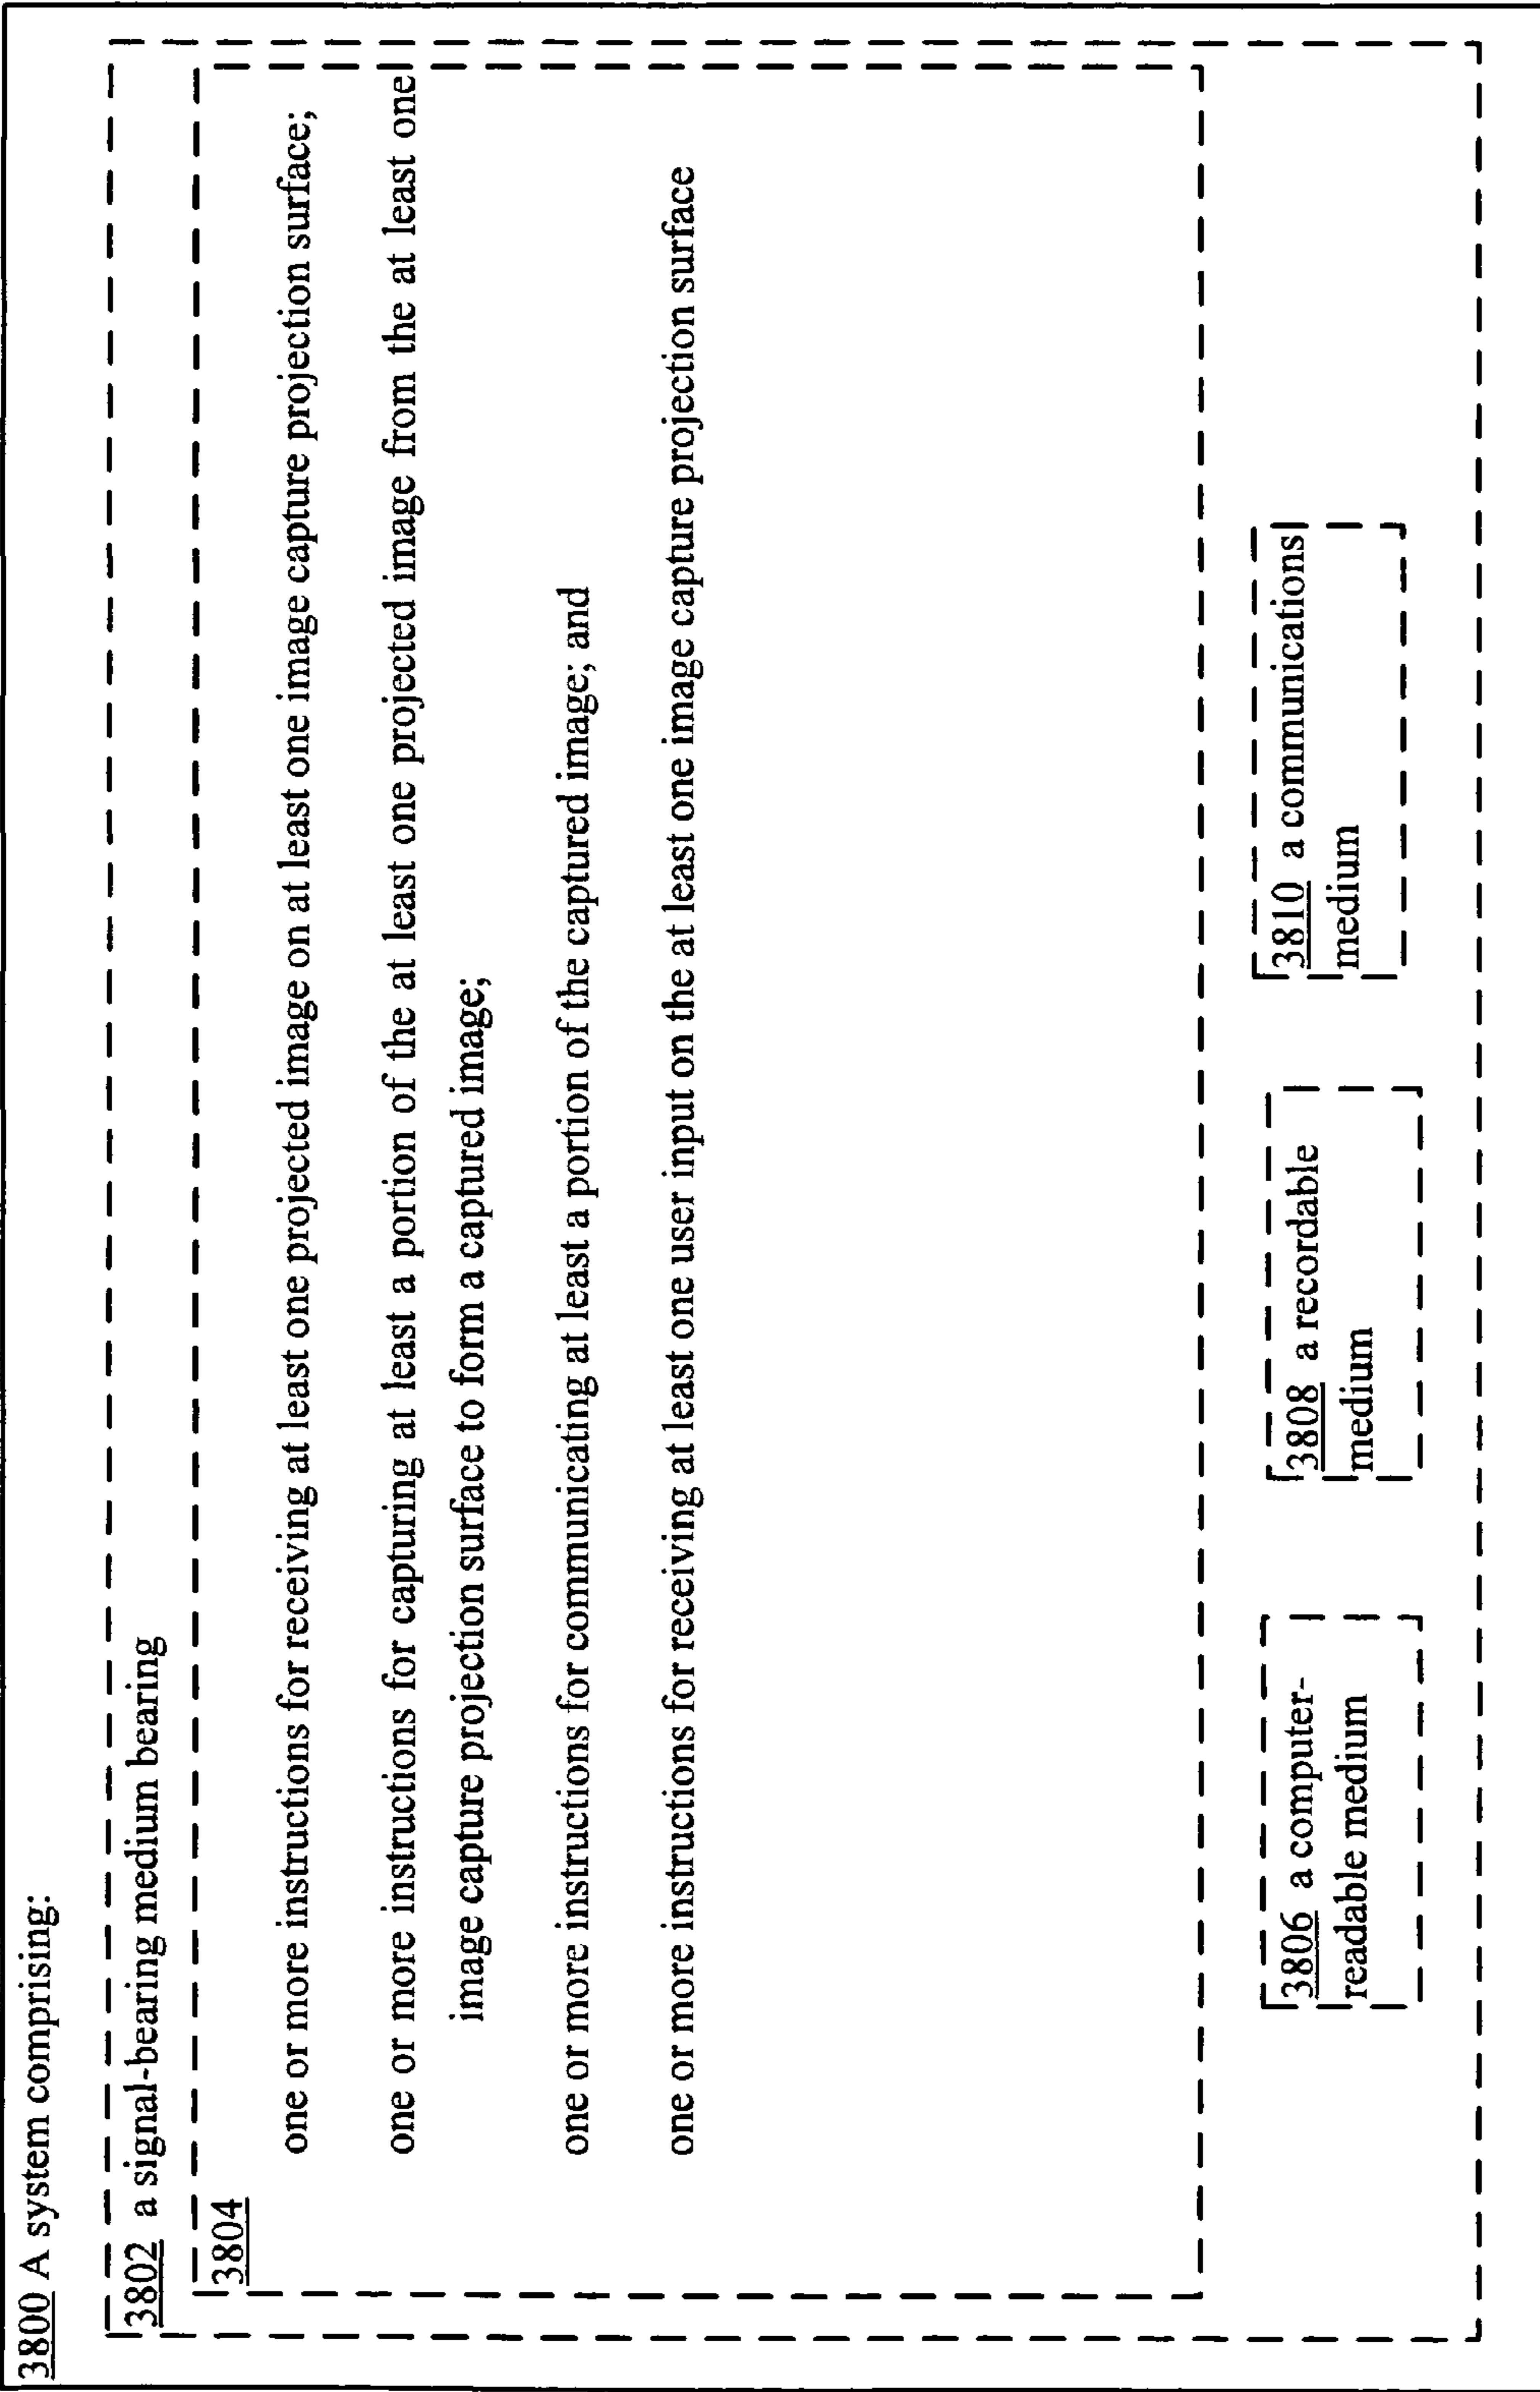 3800 A system comprising:
3802 a signal-bearing medium bearing
3804
one or more instructions for receiving at least one projected image on at least one image capture projection surface;
one or more instructions for capturing at least a portion of the at least one projected image from the at least one
image capture projection surface to form a captured image;
one or more instructions for communicating at least a portion of the captured image; and
one or more instructions for receiving at least one user input on the at least one image capture projection surface
3806 a computer-
readable medium
3808 a recordable
medium
3810 a communications
medium